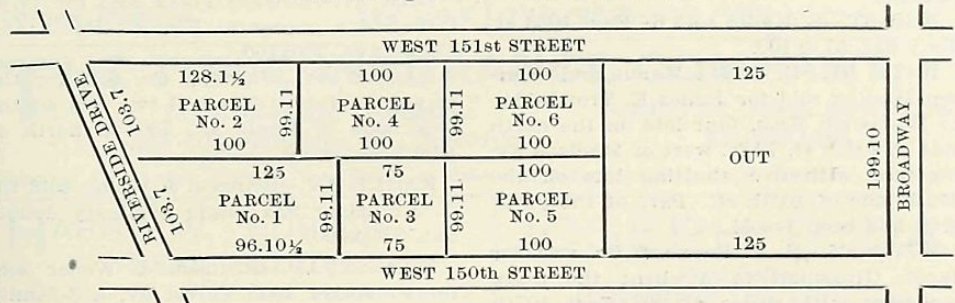 WEST 151st STREET
128.1½
100
100
125
RIVERSIDE DRIVE
108.7
PARCEL
No. 2
99.11
PARCEL
No. 4
99.11
PARCEL
No. 6
100
100
100
OUT
199.10
BROADWAY
125
75
100
108.7
PARCEL
No. 1
99.11
PARCEL
No. 3
99.11
PARCEL
No. 5
96.10½
75
100
125
WEST 150th STREET